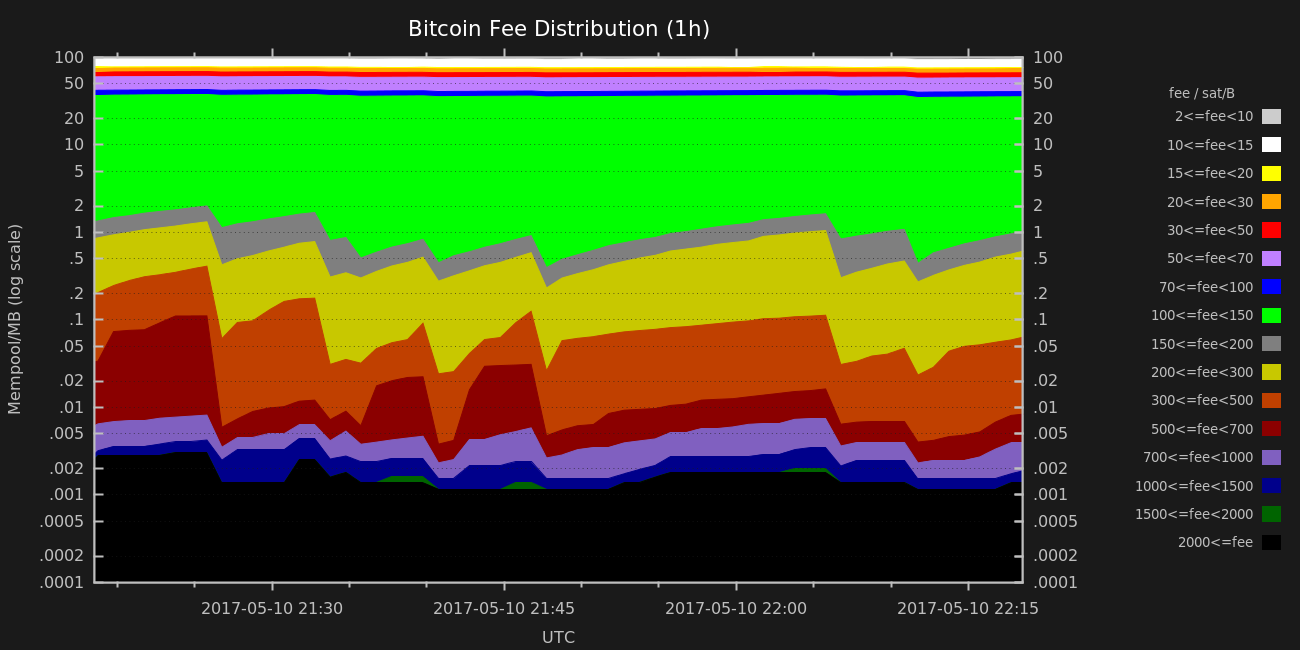 Bitcoin Fee Distribution (1h)
Mempool/MB (log scale)
100
50
20
10
5
2
1
.5
.2
.1
.05
.02
.01
.005
.002
.001
.0005
.0002
.0001
100
50
20
10
5
2
1
.5
.2
.1
.05
.02
.01
.005
.002
.001
.0005
.0002
.0001
2017-05-10 21:30
2017-05-10 21:45
2017-05-10 22:00
2017-05-10 22:15
UTC
fee / sat/B
2<=fee<10
10<=fee<15
15<=fee<20
20<=fee<30
30<=fee<50
50<=fee<70
70<=fee<100
100<=fee<150
150<=fee<200
200<=fee<300
300<=fee<500
500<=fee<700
700<=fee<1000
1000<=fee<1500
1500<=fee<2000
2000<=fee